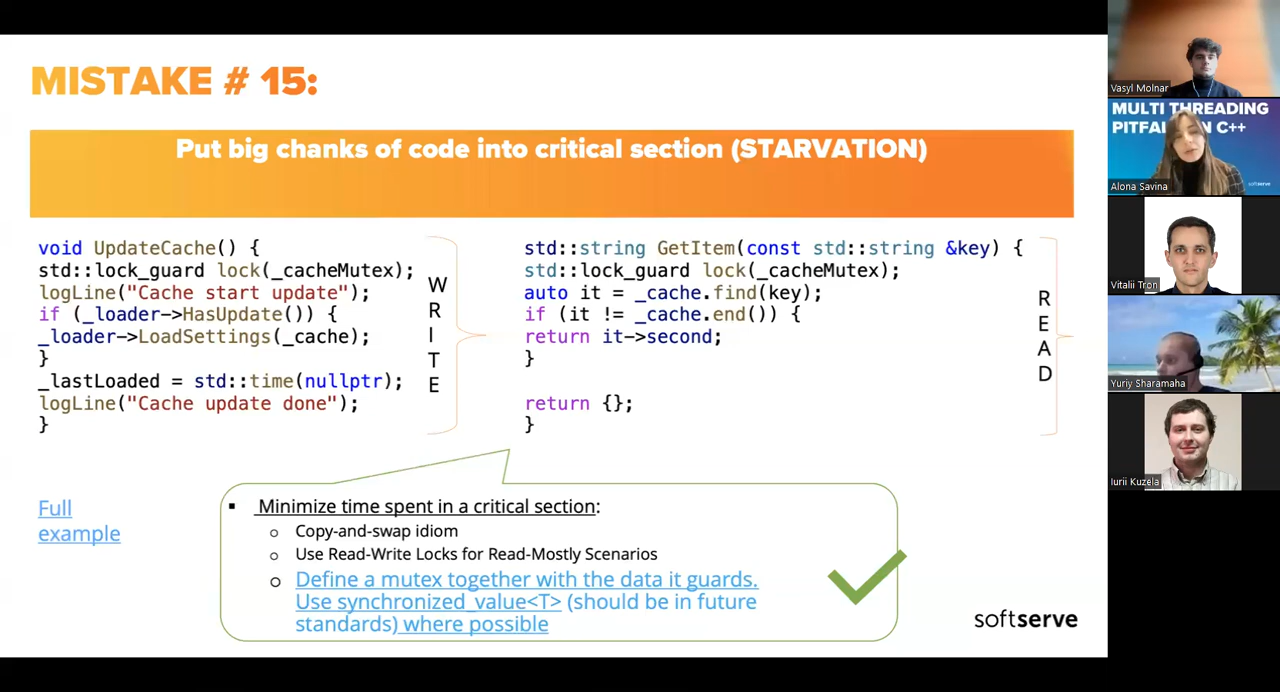 MISTAKE # 15:
Put big chanks of code into critical section (STARVATION)
void UpdateCache() {
std::lock_guard lock(_cacheMutex);
logLine("Cache start update");
if (_loader->HasUpdate()) {
_loader->LoadSettings(_cache);
}
_lastLoaded = std::time(nullptr);
logLine("Cache update done");
}
W
R
I
T
E
std::string GetItem(const std::string &key) {
std::lock_guard lock(_cacheMutex);
auto it = _cache.find(key);
if (it != _cache.end()) {
return it->second;
}
return {};
}
R
E
A
D
Full
example
▪ Minimize time spent in a critical section:
o Copy-and-swap idiom
o Use Read-Write Locks for Read-Mostly Scenarios
o Define a mutex together with the data it guards.
Use synchronized_value<T> (should be in future
standards) where possible
softserve
Vasyl Molnar
MULTI THREADING
C++
softserve
Alona Savina
Vitalii Tron
Yuriy Sharamaha
Iurii Kuzela